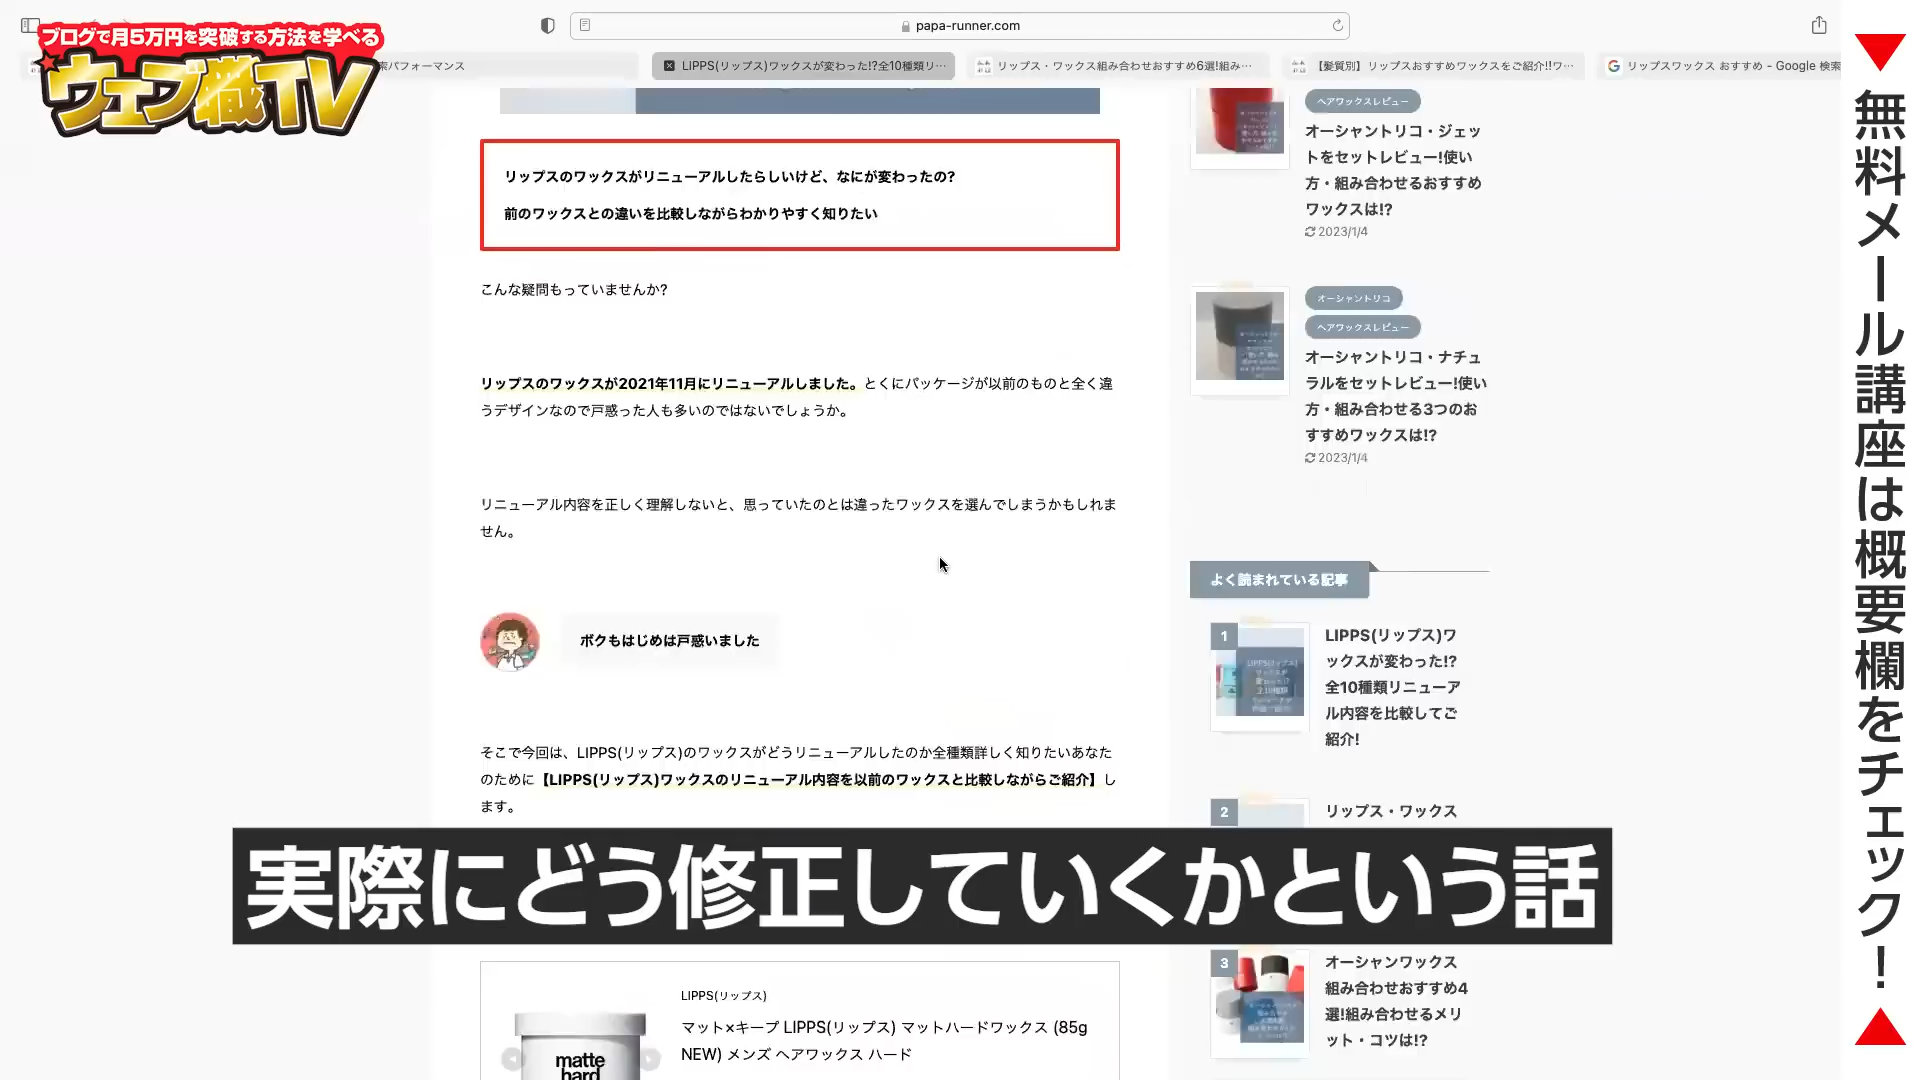 papa-runner.com
ブログで月5万円を突破する方法を学べる
ウェブ職TV
索パフォーマンス
LIPPS(リップス)ワックスが変わった!?全10種類リ…
リップス・ワックス組み合わせおすすめ6選!組み…
【髪質別】リップスおすすめワックスをご紹介!!ワ…
リップスワックス おすすめ - Google 検索
リップスのワックスがリニューアルしたらしいけど、なにが変わったの?
前のワックスとの違いを比較しながらわかりやすく知りたい
こんな疑問もっていませんか?
リップスのワックスが2021年11月にリニューアルしました。とくにパッケージが以前のものと全く違
うデザインなので戸惑った人も多いのではないでしょうか。
リニューアル内容を正しく理解しないと、思っていたのとは違ったワックスを選んでしまうかもしれま
せん。
ボクもはじめは戸惑いました
そこで今回は、LIPPS(リップス)のワックスがどうリニューアルしたのか全種類詳しく知りたいあなた
のために【LIPPS(リップス)ワックスのリニューアル内容を以前のワックスと比較しながらご紹介】し
ます。
実際にどう修正していくかという話
LIPPS(リップス)
マット×キープ LIPPS(リップス) マットハードワックス (85g
NEW) メンズ ヘアワックス ハード
matte
hard
ヘアワックスレビュー
オーシャントリコ・ジェッ
トをセットレビュー!使い
方・組み合わせるおすすめ
ワックスは!?
2023/1/4
オーシャントリコ
ヘアワックスレビュー
オーシャントリコ・ナチュ
ラルをセットレビュー!使い
方・組み合わせる3つのお
すすめワックスは!?
2023/1/4
よく読まれている記事
1
LIPPS(リップス)ワ
ックスが変わった!?
全10種類リニューア
ル内容を比較してご
紹介!
2
リップス・ワックス
3
オーシャンワックス
組み合わせおすすめ4
選!組み合わせるメリ
ット・コツは!?
無料メール講座は概要欄をチェック!